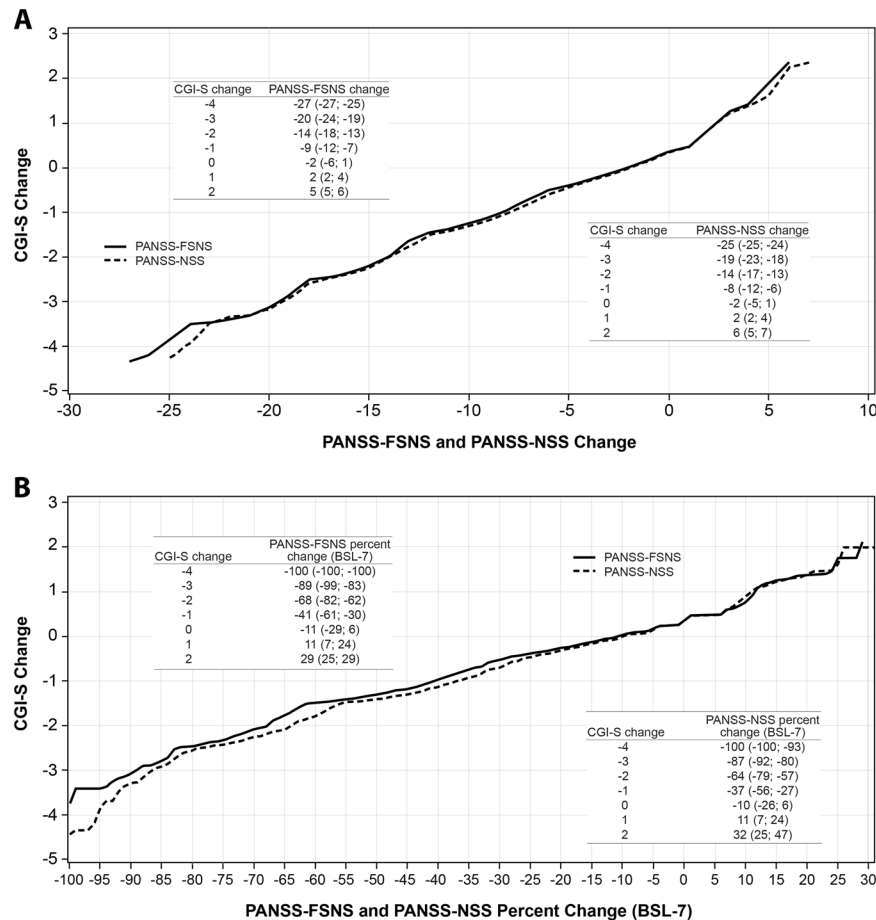 A
3
2
1
0
-1
-2
-3
-4
-5
CGI-S Change
CGI-S change PANSS-FSNS change
-4 -27 (-27; -25)
-3 -20 (-24; -19)
-2 -14 (-18; -13)
-1 -9 (-12; -7)
0 -2 (-6; 1)
1 2 (2; 4)
2 5 (5; 6)
PANSS-FSNS
PANSS-NSS
CGI-S change PANSS-NSS change
-4 -25 (-25; -24)
-3 -19 (-23; -18)
-2 -14 (-17; -13)
-1 -8 (-12; -6)
0 -2 (-5; 1)
1 2 (2; 4)
2 6 (5; 7)
-30 -25 -20 -15 -10 -5 0 5 10
PANSS-FSNS and PANSS-NSS Change
B
3
2
1
0
-1
-2
-3
-4
-5
CGI-S Change
PANSS-FSNS percent
CGI-S change change (BSL-7)
-4 -100 (-100; -100)
-3 -89 (-99; -83)
-2 -68 (-82; -62)
-1 -41 (-61; -30)
0 -11 (-29; 6)
1 11 (7; 24)
2 29 (25; 29)
PANSS-FSNS
PANSS-NSS
PANSS-NSS percent
CGI-S change change (BSL-7)
-4 -100 (-100; -93)
-3 -87 (-92; -80)
-2 -64 (-79; -57)
-1 -37 (-56; -27)
0 -10 (-26; 6)
1 11 (7; 24)
2 32 (25; 47)
-100 -95 -90 -85 -80 -75 -70 -65 -60 -55 -50 -45 -40 -35 -30 -25 -20 -15 -10 -5 0 5 10 15 20 25 30
PANSS-FSNS and PANSS-NSS Percent Change (BSL-7)